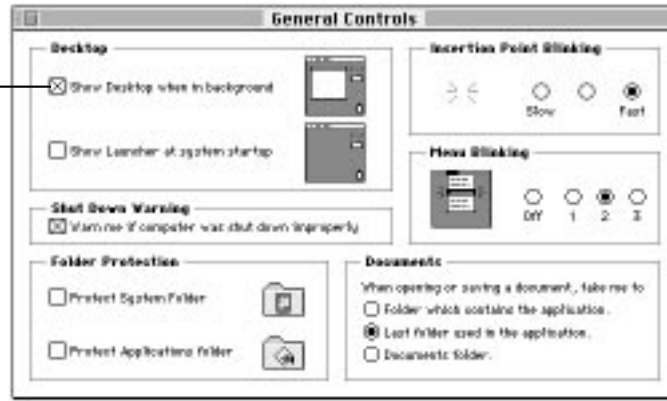 General Controls
Desktop
Show Desktop when in background
Show Launcher at system startup
Shut Down Warning
Warn me if computer was shut down improperly
Folder Protection
Protect System Folder
Protect Applications folder
Insertion Point Blinking
Slow Fast
Menu Blinking
Off 1 2 3
Documents
When opening or saving a document, take me to
Folder which contains the application.
Last folder used in the application.
Documents folder.